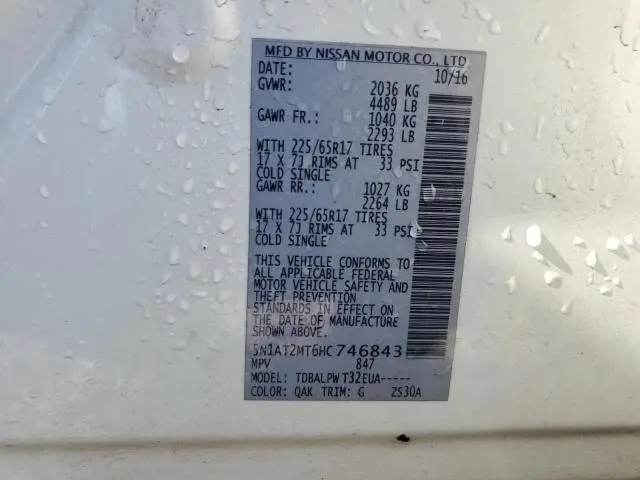 MFD BY NISSAN MOTOR CO., LTD
DATE: 10/16
GVWR: 2036 KG
4489 LB
GAWR FR.: 1040 KG
2293 LB
WITH 225/65R17 TIRES
17 X 7J RIMS AT 33 PSI
COLD SINGLE
GAWR RR.: 1027 KG
2264 LB
WITH 225/65R17 TIRES
17 X 7J RIMS AT 33 PSI
COLD SINGLE
THIS VEHICLE CONFORMS TO
ALL APPLICABLE FEDERAL
MOTOR VEHICLE SAFETY AND
THEFT PREVENTION
STANDARDS IN EFFECT ON
THE DATE OF MANUFACTURE
SHOWN ABOVE.
5N1AT2MT6HC746843
MPV 847
MODEL: TDBALPW T32EUA-----
COLOR: QAK TRIM: G ZS30A